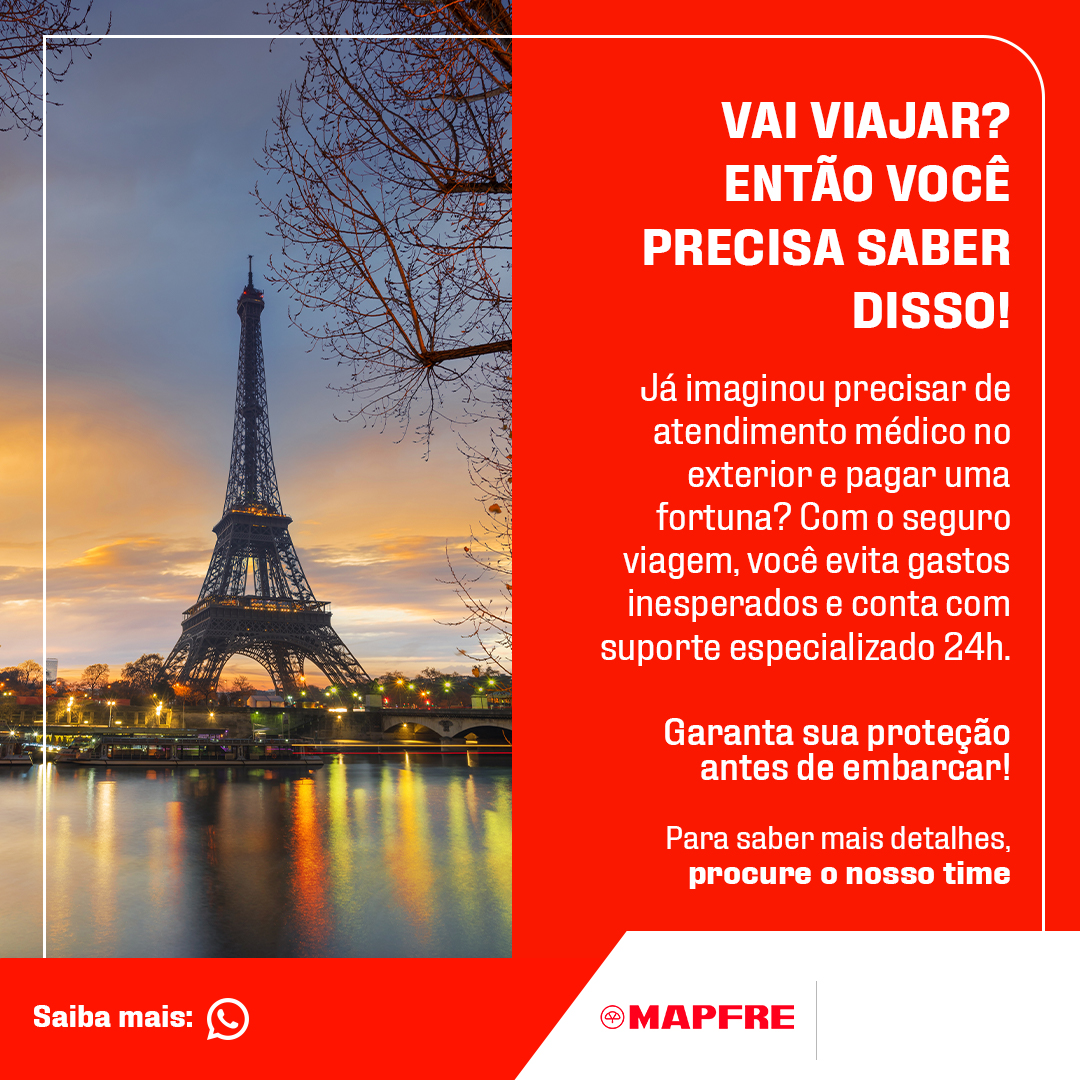 VAI VIAJAR?
ENTÃO VOCÊ
PRECISA SABER
DISSO!
Já imaginou precisar de
atendimento médico no
exterior e pagar uma
fortuna? Com o seguro
viagem, você evita gastos
inesperados e conta com
suporte especializado 24h.
Garanta sua proteção
antes de embarcar!
Para saber mais detalhes,
procure o nosso time
Saiba mais:
MAPFRE